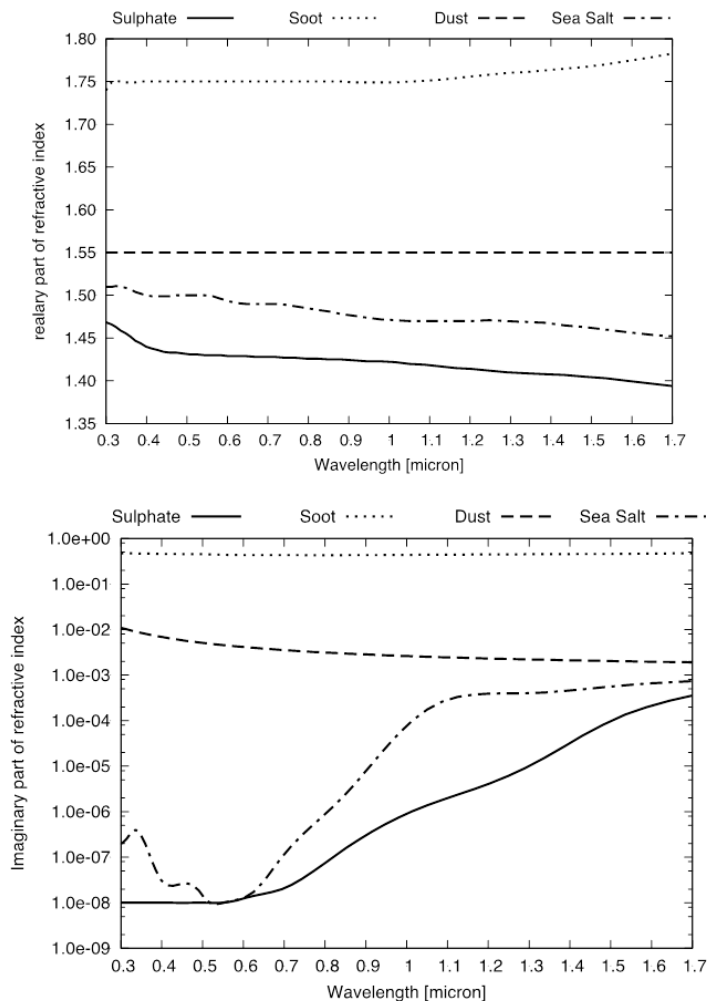 Sulphate Soot Dust Sea Salt
1.80
1.75
1.70
1.65
1.60
1.55
1.50
1.45
1.40
1.35
realary part of refractive index
0.3 0.4 0.5 0.6 0.7 0.8 0.9 1 1.1 1.2 1.3 1.4 1.5 1.6 1.7
Wavelength [micron]
Sulphate Soot Dust Sea Salt
1.0e+00
1.0e-01
1.0e-02
1.0e-03
1.0e-04
1.0e-05
1.0e-06
1.0e-07
1.0e-08
1.0e-09
Imaginary part of refractive index
0.3 0.4 0.5 0.6 0.7 0.8 0.9 1 1.1 1.2 1.3 1.4 1.5 1.6 1.7
Wavelength [micron]